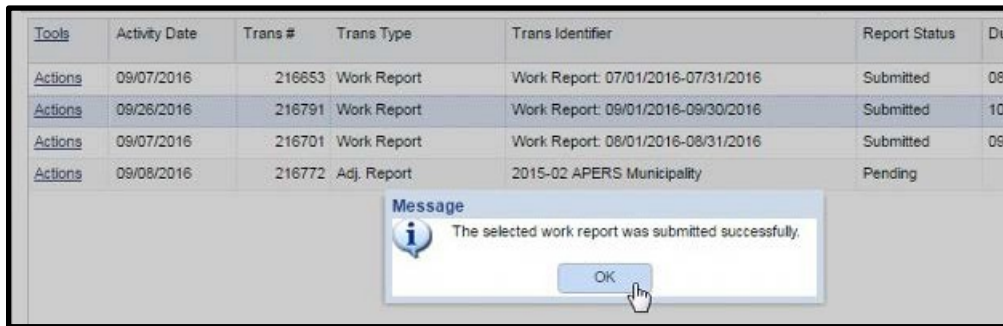 Tools Activity Date Trans # Trans Type Trans Identifier Report Status Du
Actions 09/07/2016 216653 Work Report Work Report: 07/01/2016-07/31/2016 Submitted 08
Actions 09/26/2016 216791 Work Report Work Report: 09/01/2016-09/30/2016 Submitted 10
Actions 09/07/2016 216701 Work Report Work Report: 08/01/2016-08/31/2016 Submitted 09
Actions 09/08/2016 216772 Adj. Report 2015-02 APERS Municipality Pending
Message
The selected work report was submitted successfully.
OK